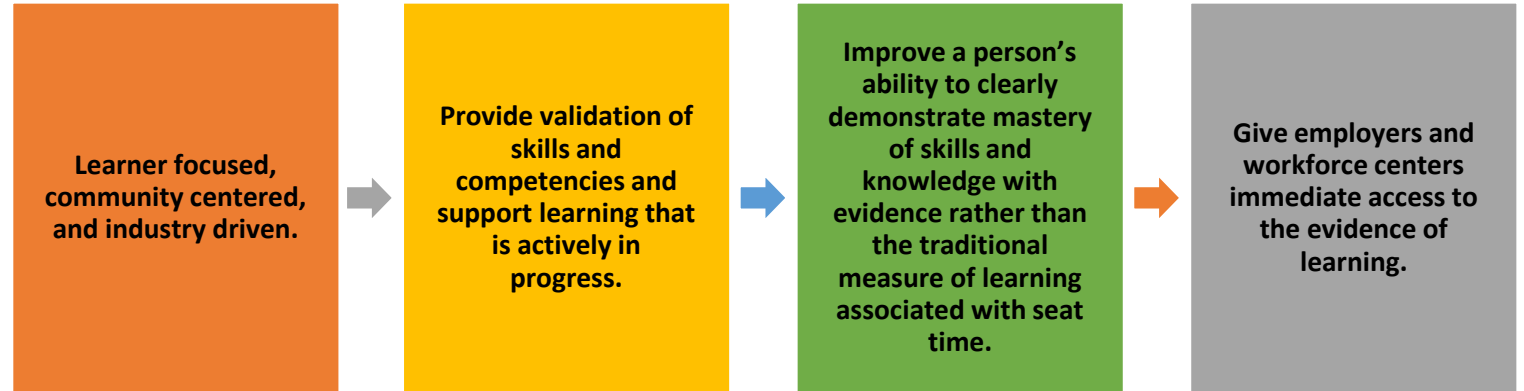 Learner focused,
community centered,
and industry driven.
Provide validation of
skills and
competencies and
support learning that
is actively in
progress.
Improve a person’s
ability to clearly
demonstrate mastery
of skills and
knowledge with
evidence rather than
the traditional
measure of learning
associated with seat
time.
Give employers and
workforce centers
immediate access to
the evidence of
learning.